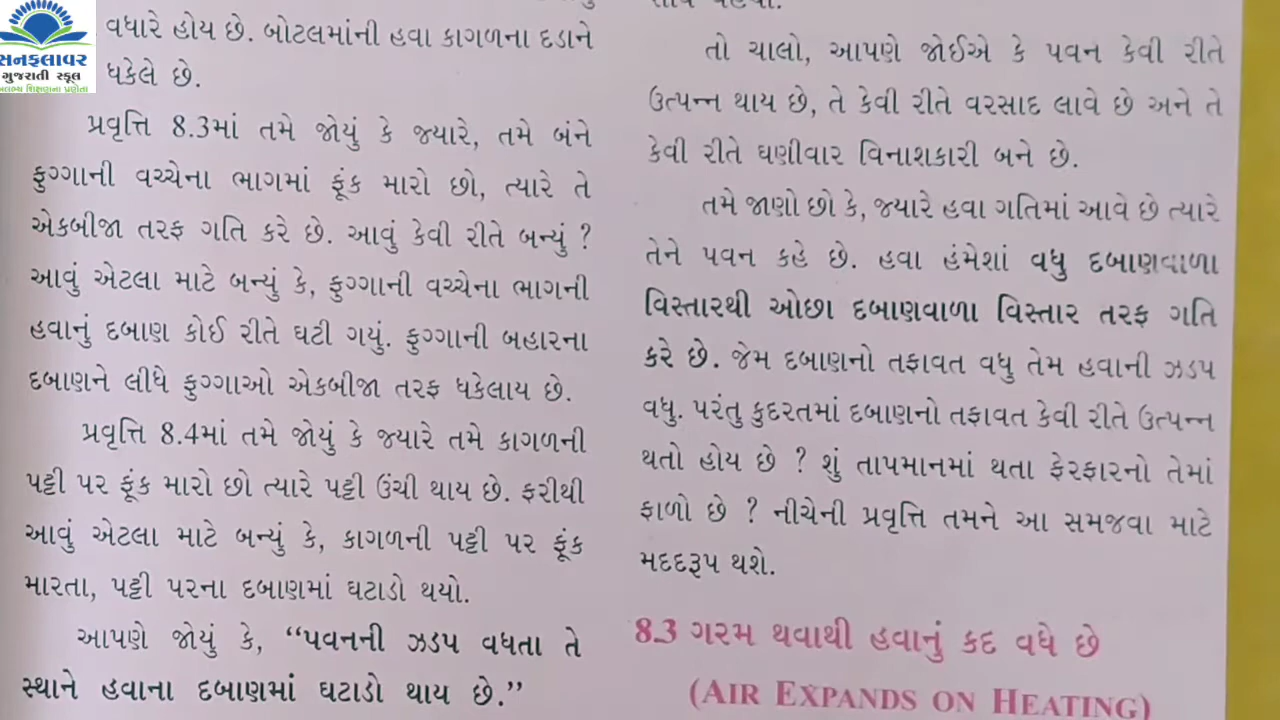 સનફલાવર
ગુજરાતી સ્કૂલ
વધારે હોય છે. બોટલમાંની હવા કાગળના દડાને
ધકેલે છે.
પ્રવૃત્તિ 8.3માં તમે જોયું કે જ્યારે, તમે બંને
ફુગ્ગાની વચ્ચેના ભાગમાં ફૂંક મારો છો, ત્યારે તે
એકબીજા તરફ ગતિ કરે છે. આવું કેવી રીતે બન્યું ?
આવું એટલા માટે બન્યું કે, ફુગ્ગાની વચ્ચેના ભાગની
હવાનું દબાણ કોઈ રીતે ઘટી ગયું. ફુગ્ગાની બહારના
દબાણને લીધે ફુગ્ગાઓ એકબીજા તરફ ધકેલાય છે.
પ્રવૃત્તિ 8.4માં તમે જોયું કે જ્યારે તમે કાગળની
પટ્ટી પર ફૂંક મારો છો ત્યારે પટ્ટી ઉંચી થાય છે. ફરીથી
આવું એટલા માટે બન્યું કે, કાગળની પટ્ટી પર ફૂંક
મારતા, પટ્ટી પરના દબાણમાં ઘટાડો થયો.
આપણે જોયું કે, “પવનની ઝડપ વધતા તે
સ્થાને હવાના દબાણમાં ઘટાડો થાય છે.”
તો ચાલો, આપણે જોઈએ કે પવન કેવી રીતે
ઉત્પન્ન થાય છે, તે કેવી રીતે વરસાદ લાવે છે અને તે
કેવી રીતે ઘણીવાર વિનાશકારી બને છે.
તમે જાણો છો કે, જ્યારે હવા ગતિમાં આવે છે ત્યારે
તેને પવન કહે છે. હવા હંમેશાં વધુ દબાણવાળા
વિસ્તારથી ઓછા દબાણવાળા વિસ્તાર તરફ ગતિ
કરે છે. જેમ દબાણનો તફાવત વધુ તેમ હવાની ઝડપ
વધુ. પરંતુ કુદરતમાં દબાણનો તફાવત કેવી રીતે ઉત્પન્ન
થતો હોય છે ? શું તાપમાનમાં થતા ફેરફારનો તેમાં
ફાળો છે ? નીચેની પ્રવૃત્તિ તમને આ સમજવા માટે
મદદરૂપ થશે.
8.3 ગરમ થવાથી હવાનું કદ વધે છે
(AIR EXPANDS ON HEATING)